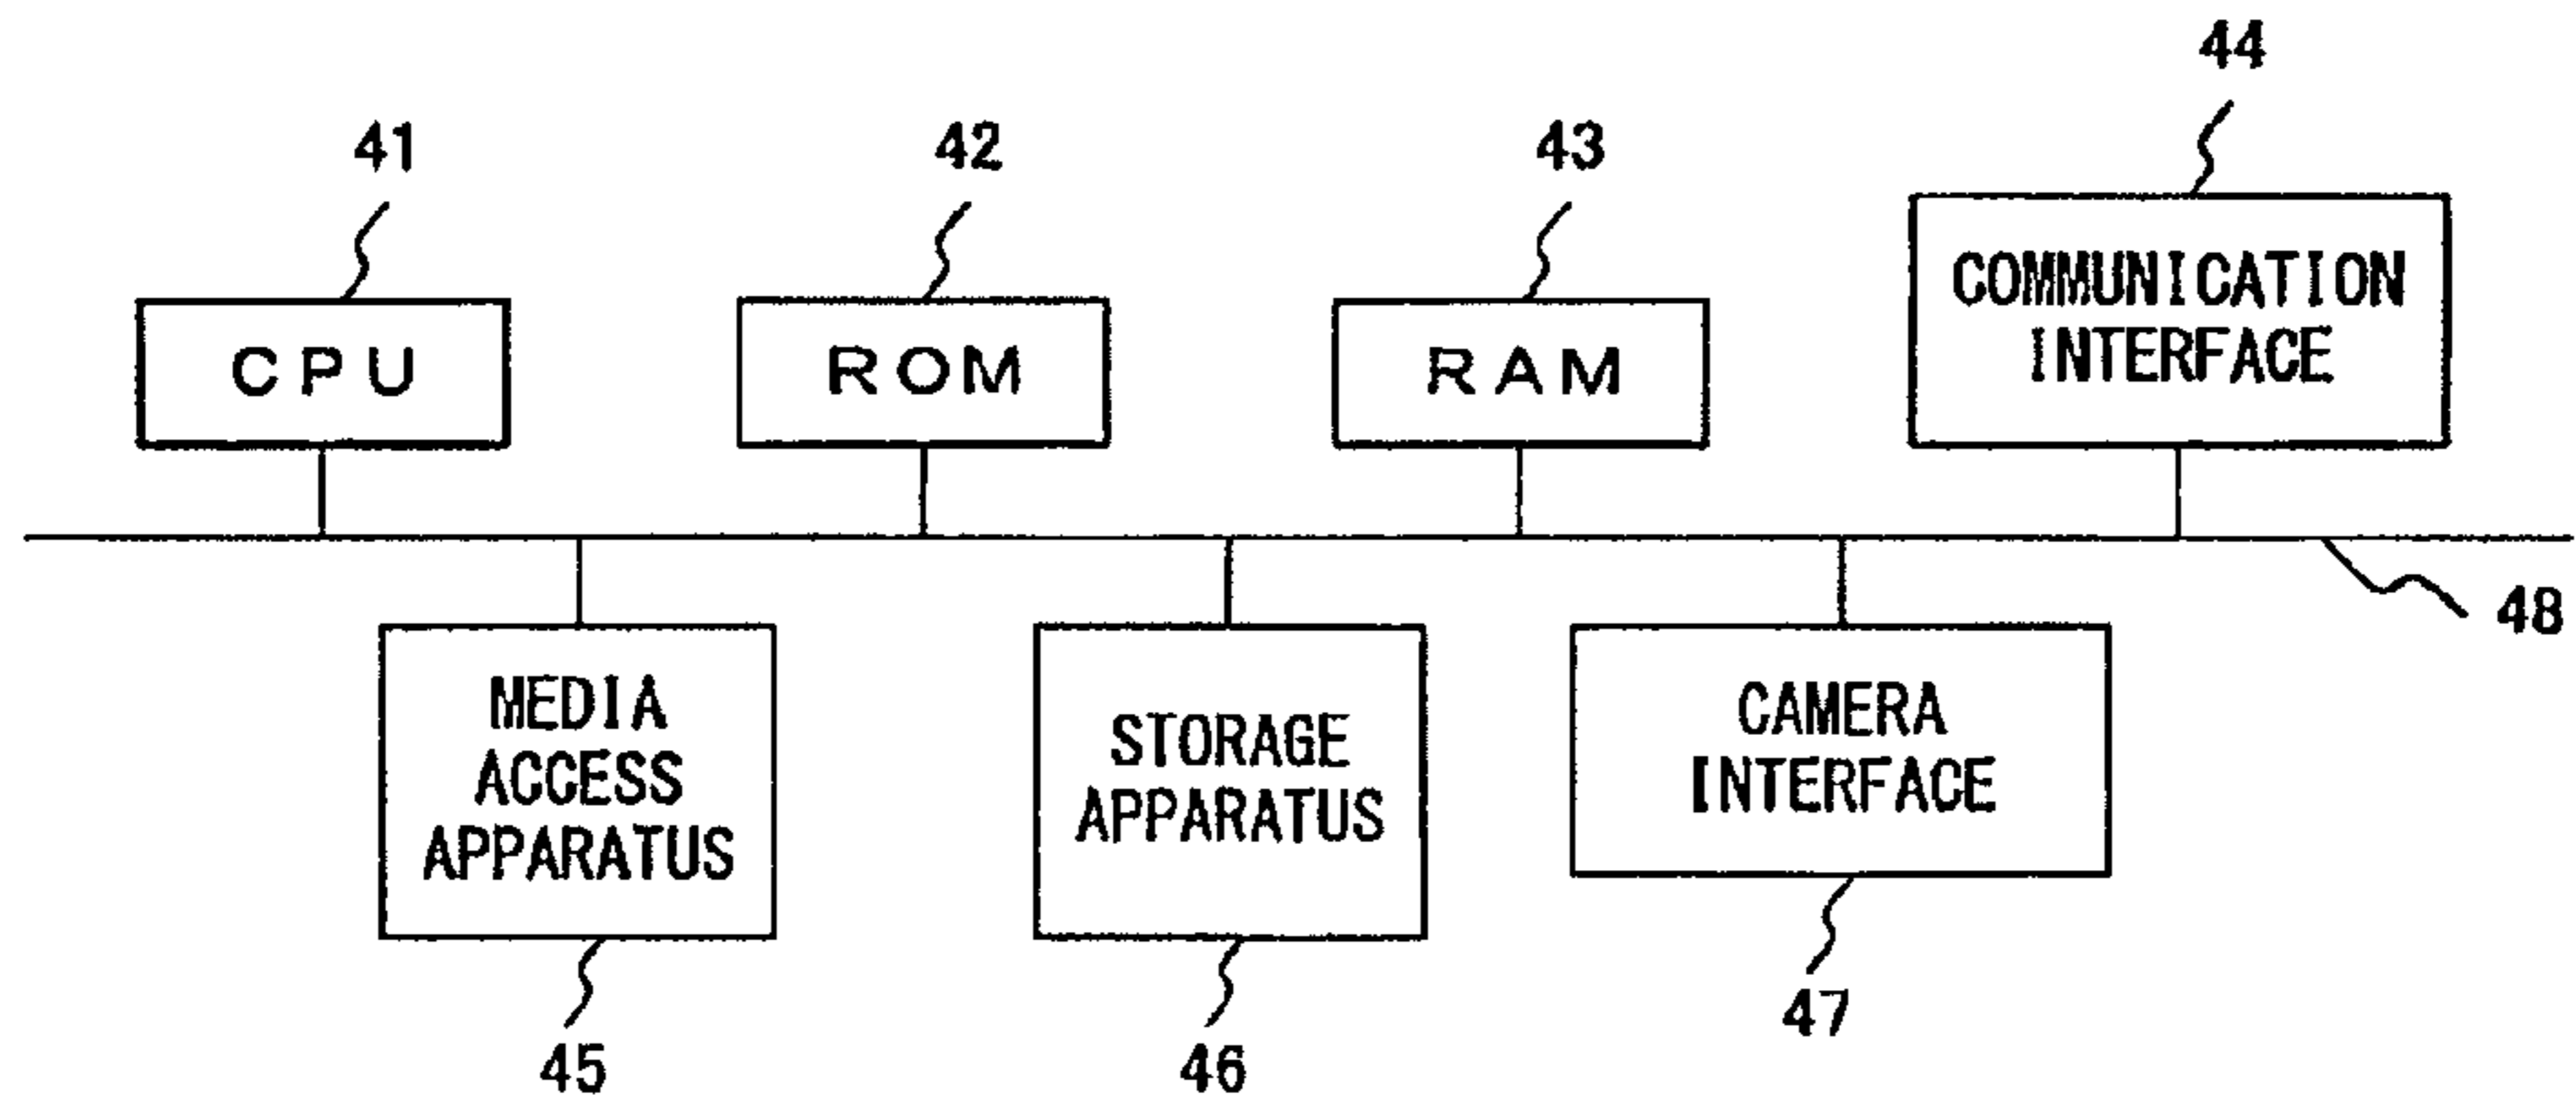 44
41
42
43
CPU
ROM
RAM
COMMUNICATION
INTERFACE
48
MEDIA
ACCESS
APPARATUS
STORAGE
APPARATUS
CAMERA
INTERFACE
45
46
47